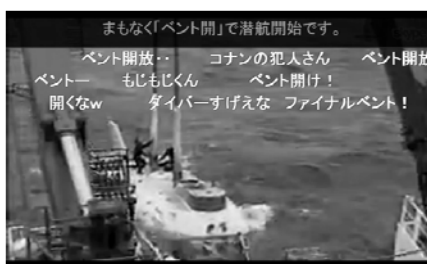 まもなく「ベント開」で潜航開始です。
ベント開放‥ コナンの犯人さん ベント開放
ベントー もじもじくん ベント開け！
開くなw ダイバーすげえな ファイナルベント！